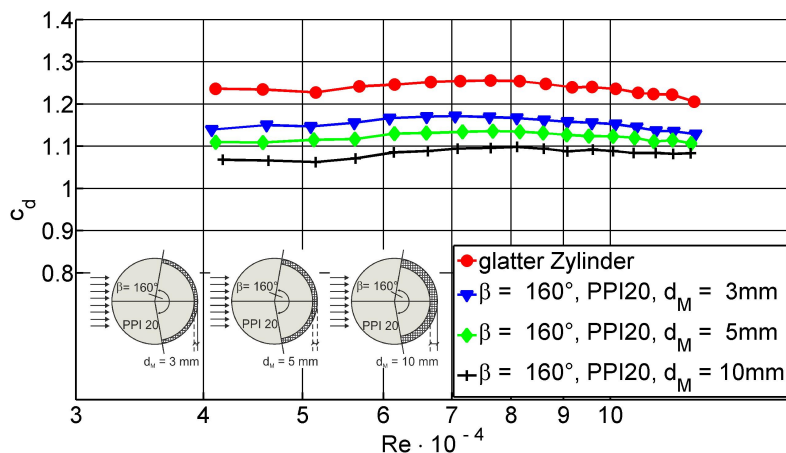 1.4
1.3
1.2
1.1
1
0.9
0.8
c_d
β= 160°
PPI 20
d_M = 3 mm
β= 160°
PPI 20
d_M = 5 mm
β= 160°
PPI 20
d_M = 10 mm
glatter Zylinder
β = 160°, PPI20, d_M = 3mm
β = 160°, PPI20, d_M = 5mm
β = 160°, PPI20, d_M = 10mm
3 4 5 6 7 8 9 10
Re · 10⁻⁴